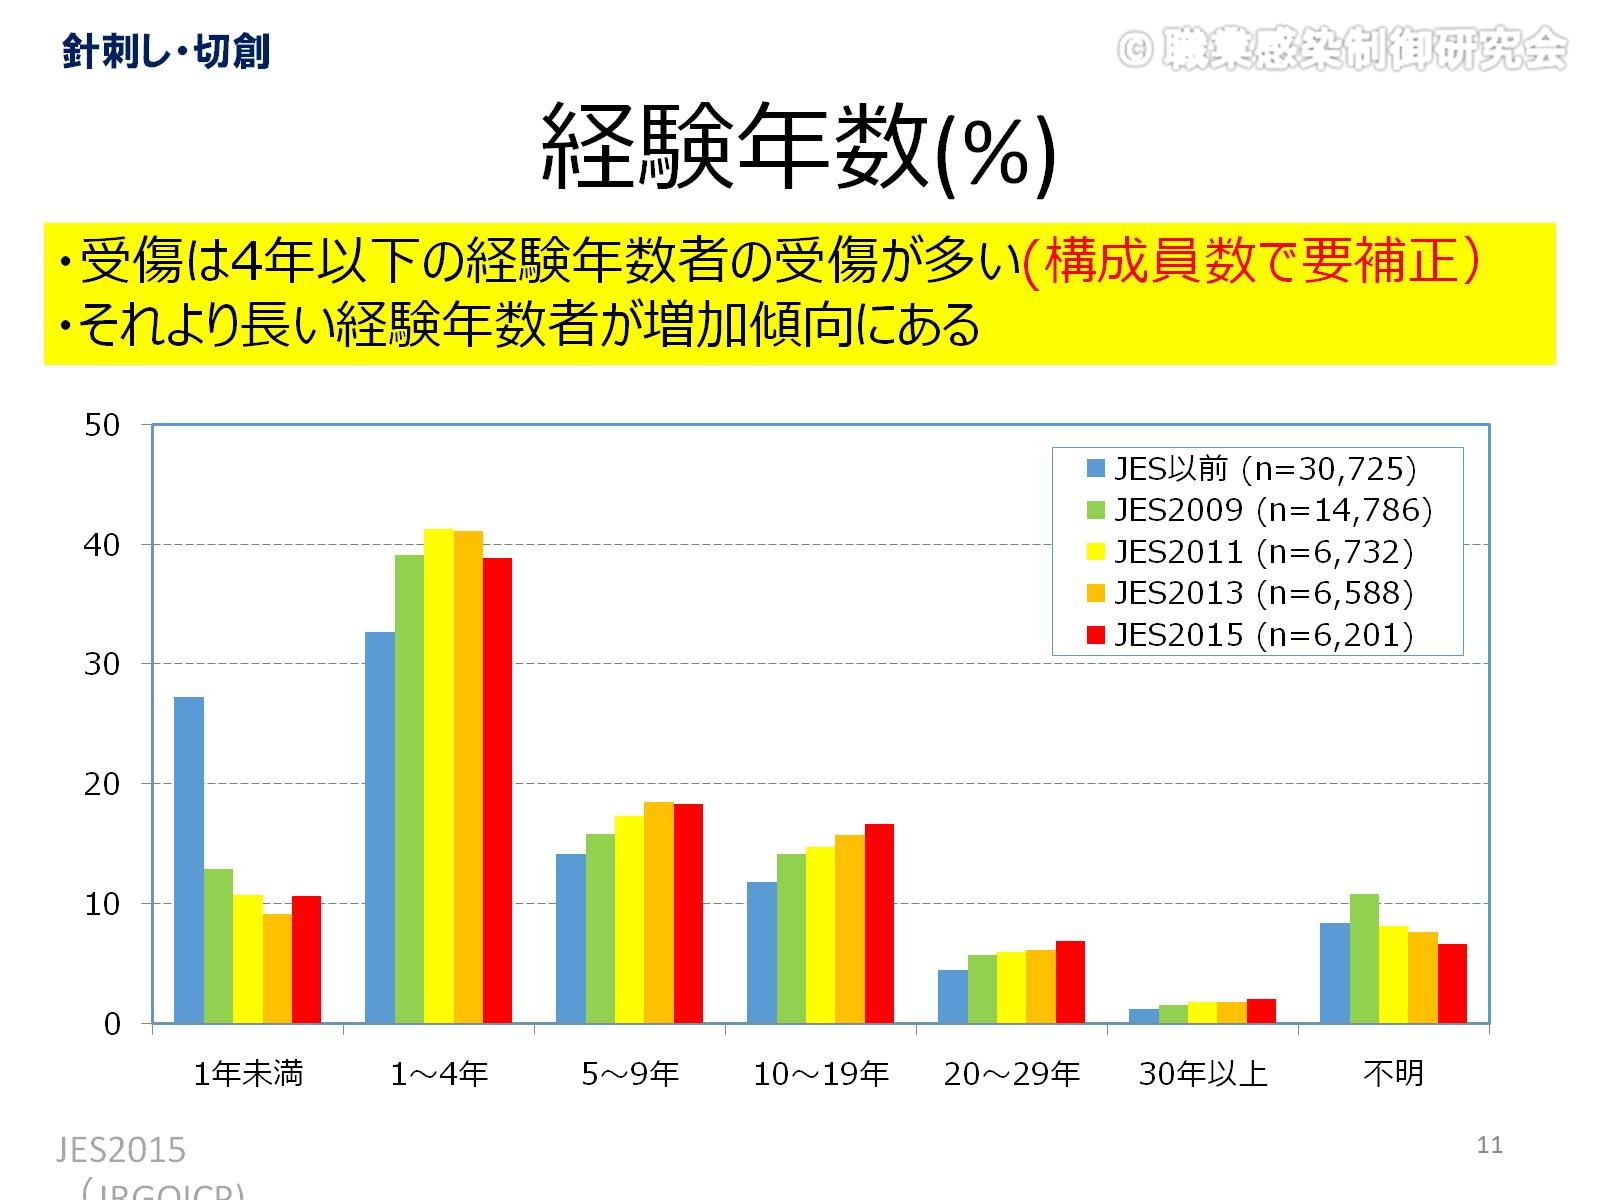 針刺し・切創
© 職業感染制御研究会
経験年数(%)
・受傷は4年以下の経験年数者の受傷が多い(構成員数で要補正）
・それより長い経験年数者が増加傾向にある
50
40
30
20
10
0
JES以前 (n=30,725)
JES2009 (n=14,786)
JES2011 (n=6,732)
JES2013 (n=6,588)
JES2015 (n=6,201)
1年未満 1～4年 5～9年 10～19年 20～29年 30年以上 不明
JES2015
（JRGOICP)
11